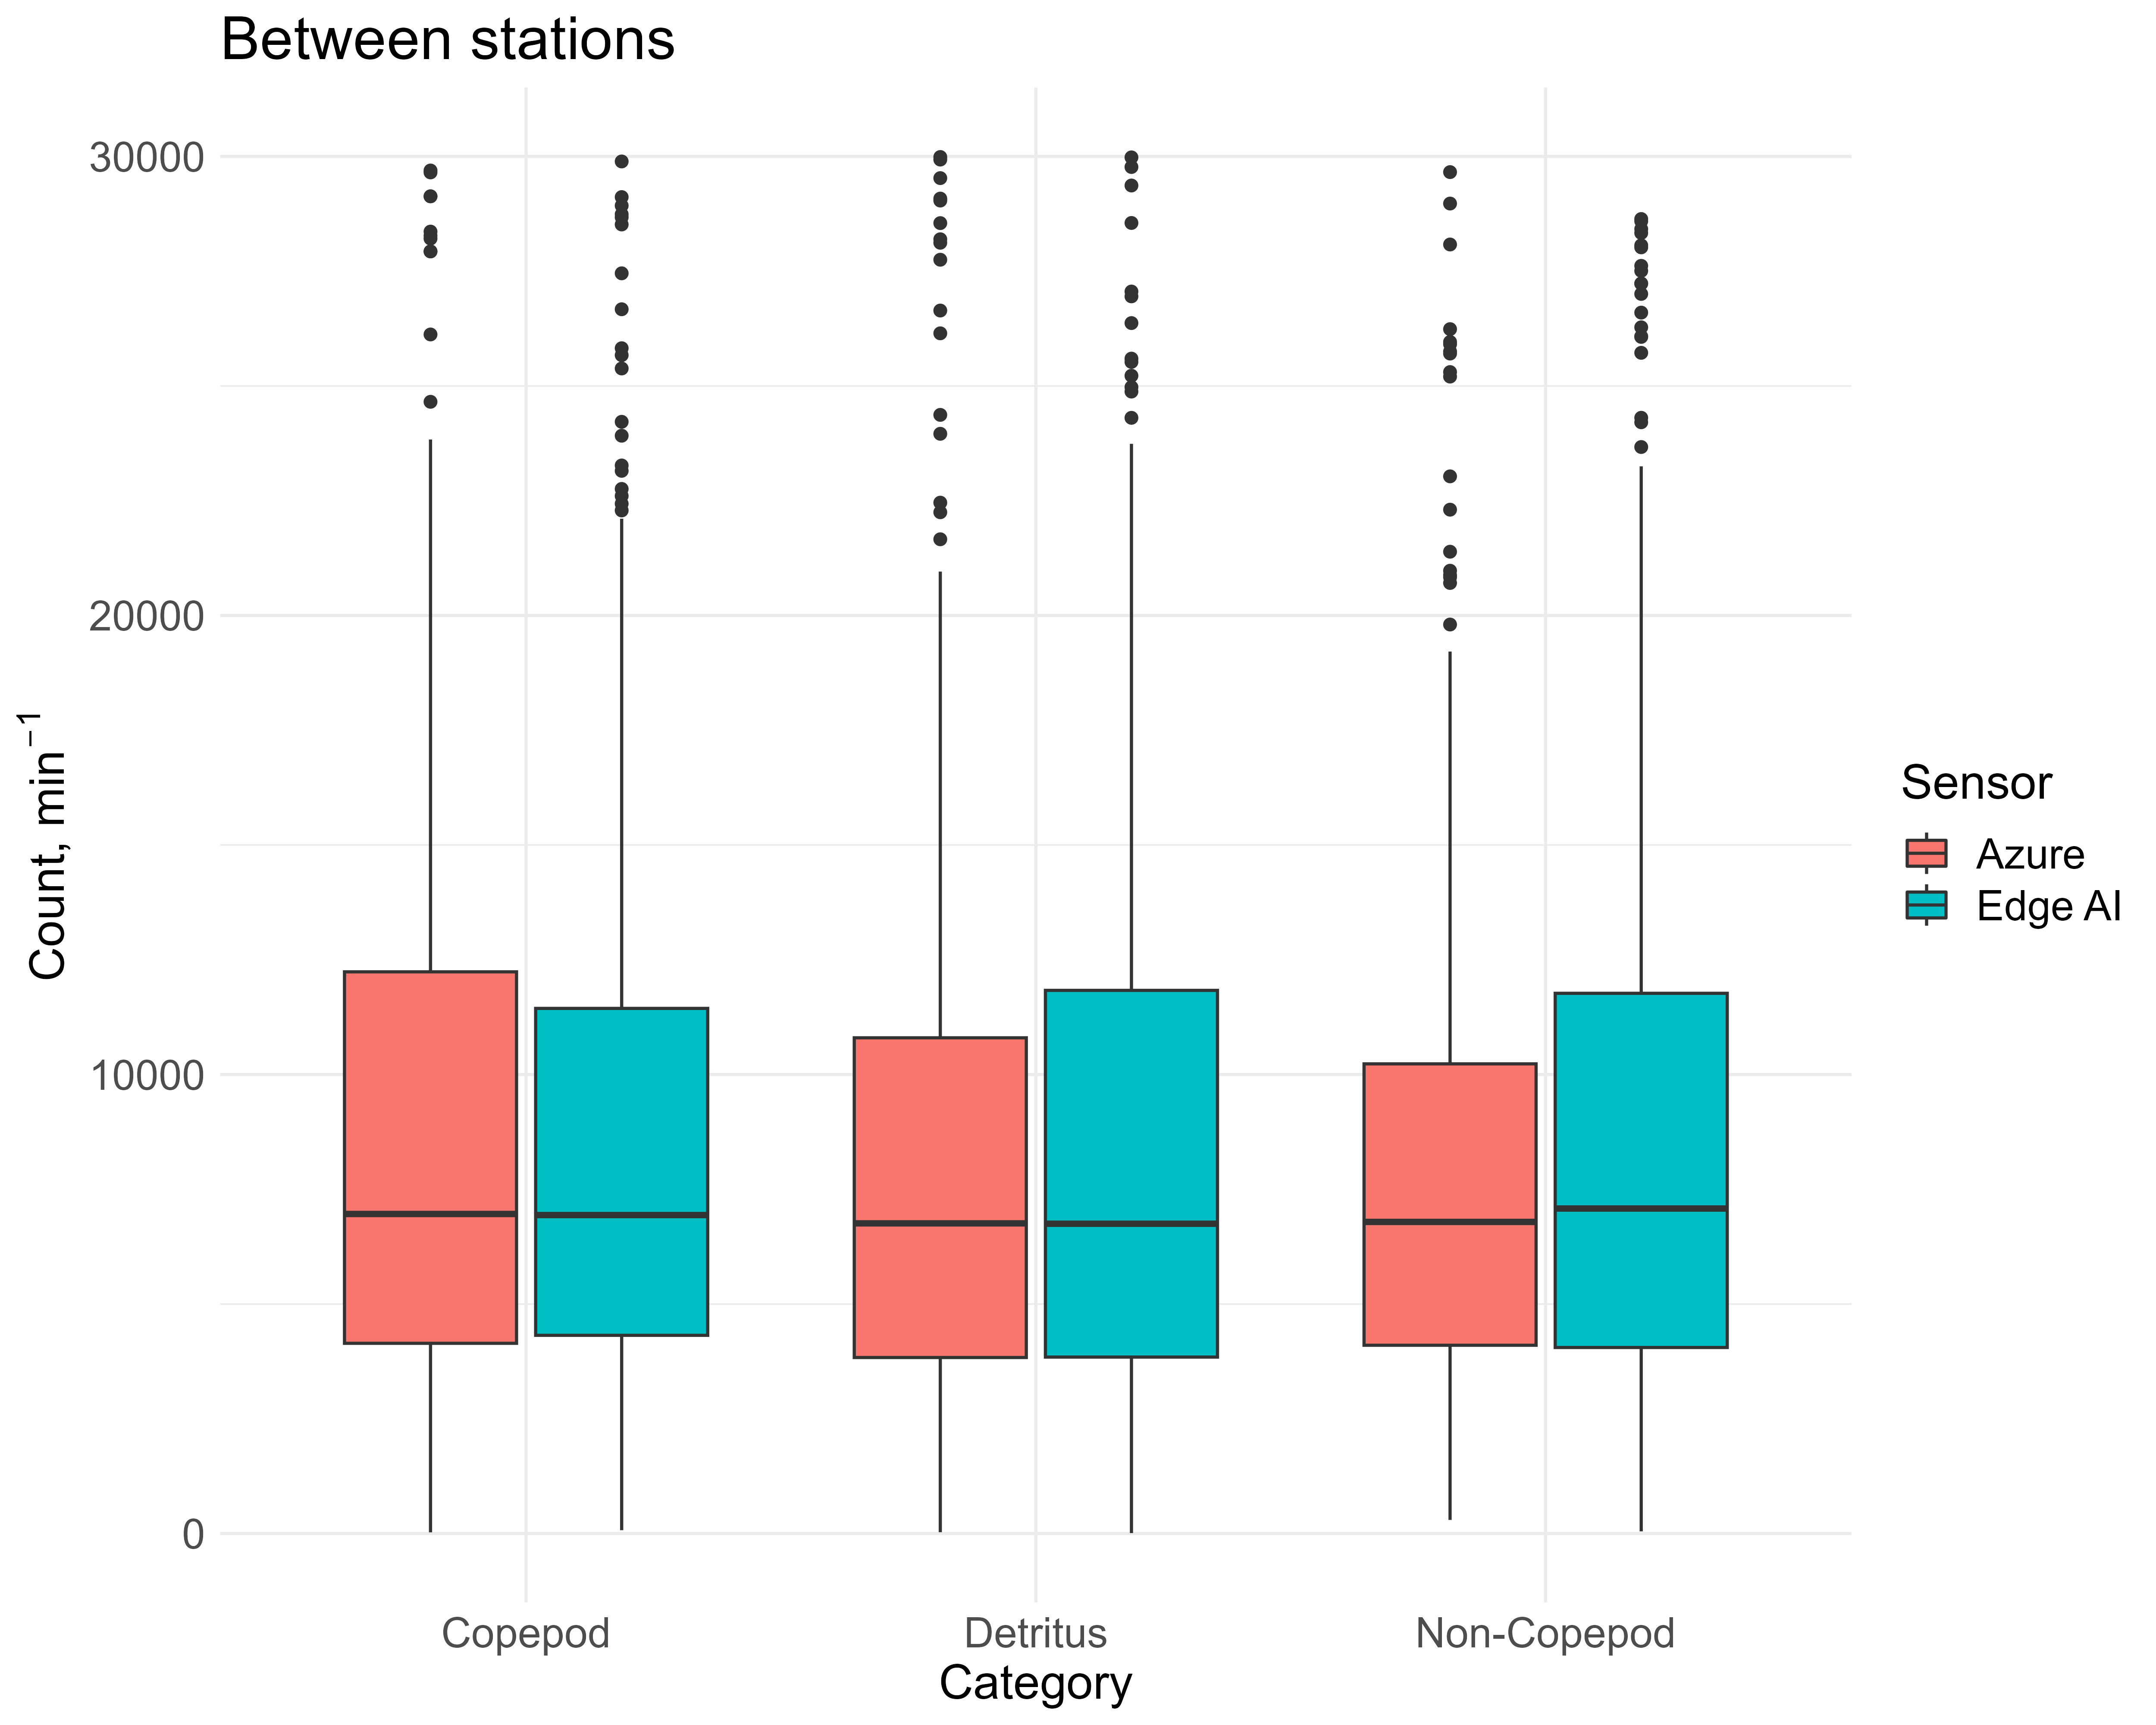 Between stations
30000
20000
10000
0
Count, min⁻¹
Copepod
Detritus
Non-Copepod
Category
Sensor
Azure
Edge AI